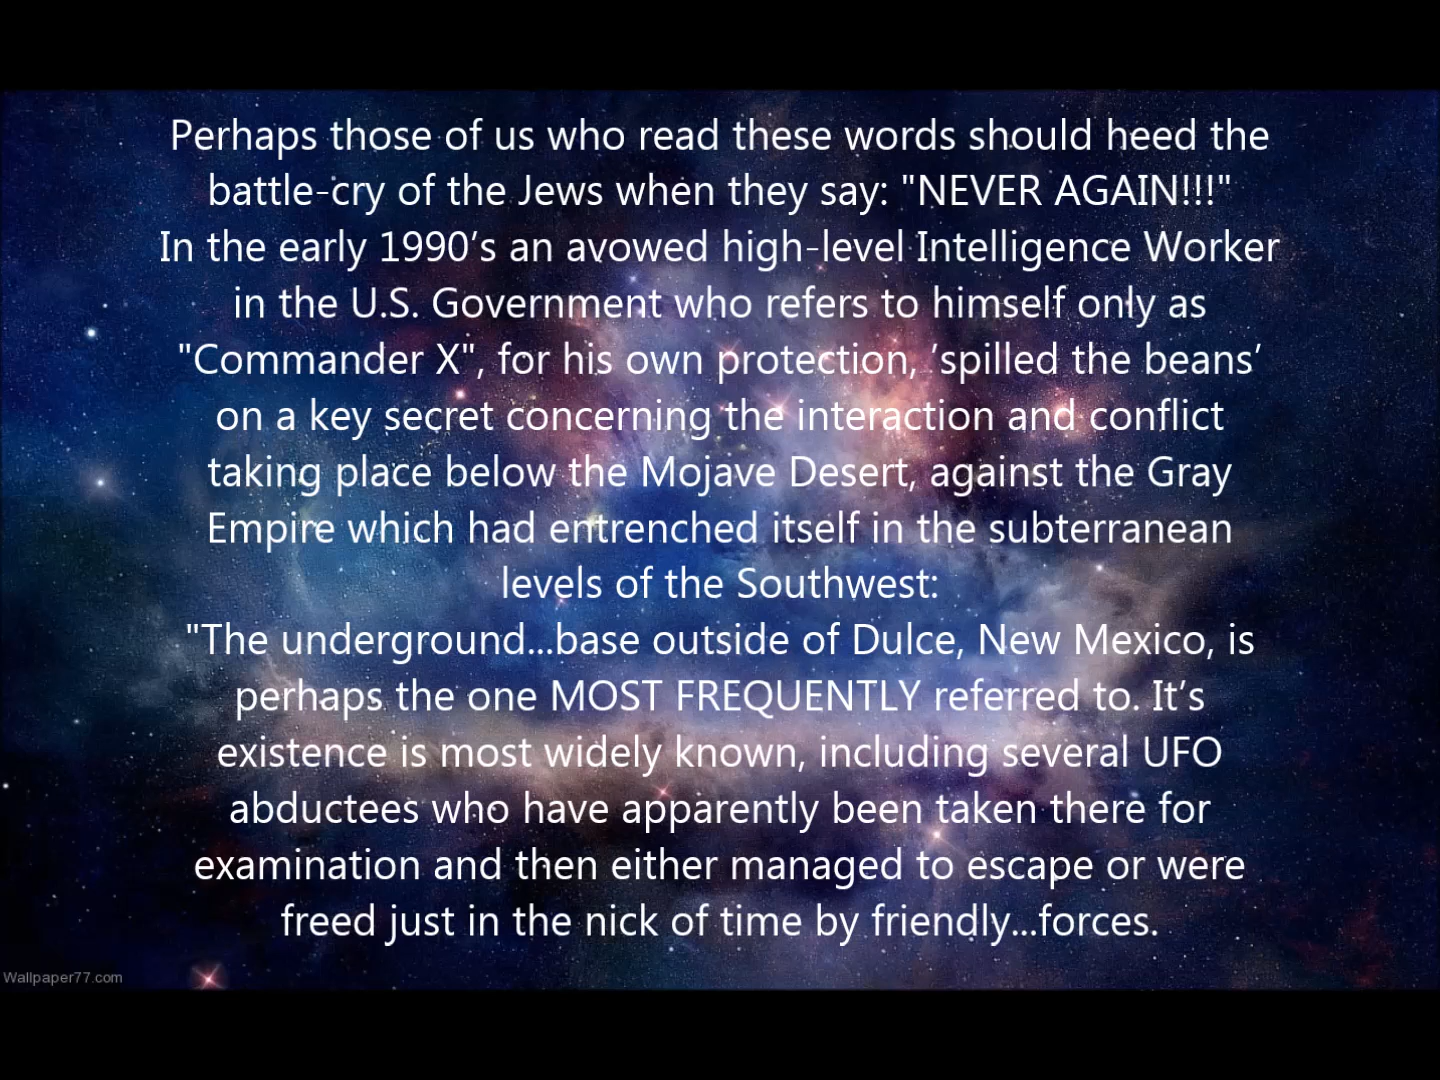 Perhaps those of us who read these words should heed the
battle-cry of the Jews when they say: "NEVER AGAIN!!!"
In the early 1990’s an avowed high-level Intelligence Worker
in the U.S. Government who refers to himself only as
"Commander X", for his own protection, ’spilled the beans’
on a key secret concerning the interaction and conflict
taking place below the Mojave Desert, against the Gray
Empire which had entrenched itself in the subterranean
levels of the Southwest:
"The underground...base outside of Dulce, New Mexico, is
perhaps the one MOST FREQUENTLY referred to. It’s
existence is most widely known, including several UFO
abductees who have apparently been taken there for
examination and then either managed to escape or were
freed just in the nick of time by friendly...forces.
Wallpaper77.com